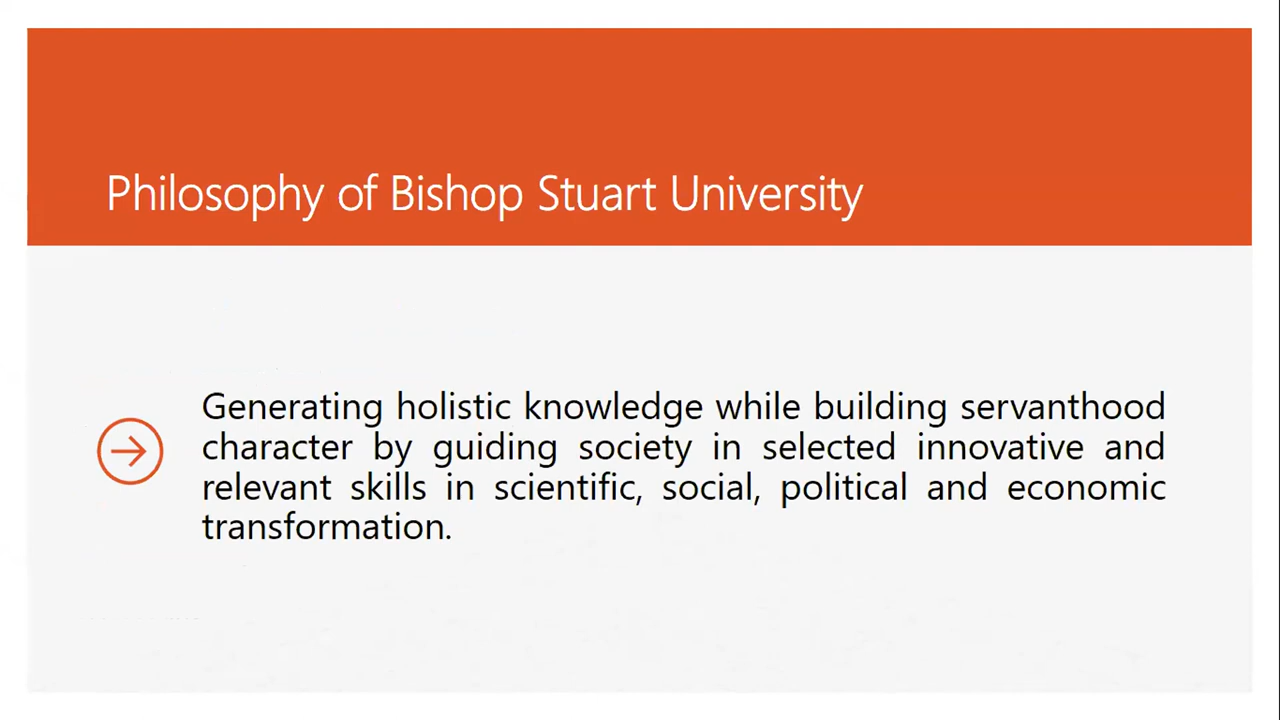 Philosophy of Bishop Stuart University
Generating holistic knowledge while building servanthood
character by guiding society in selected innovative and
relevant skills in scientific, social, political and economic
transformation.